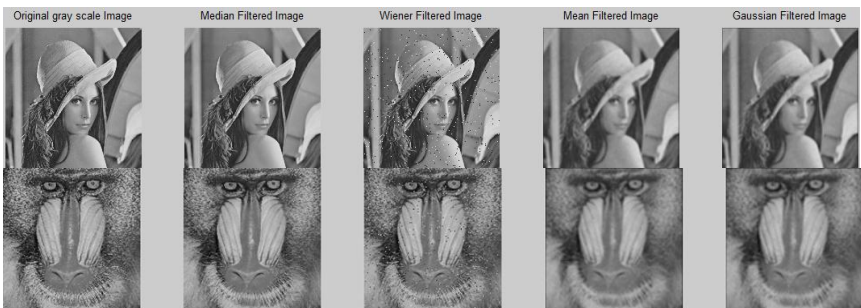 Original gray scale Image
Median Filtered Image
Wiener Filtered Image
Mean Filtered Image
Gaussian Filtered Image